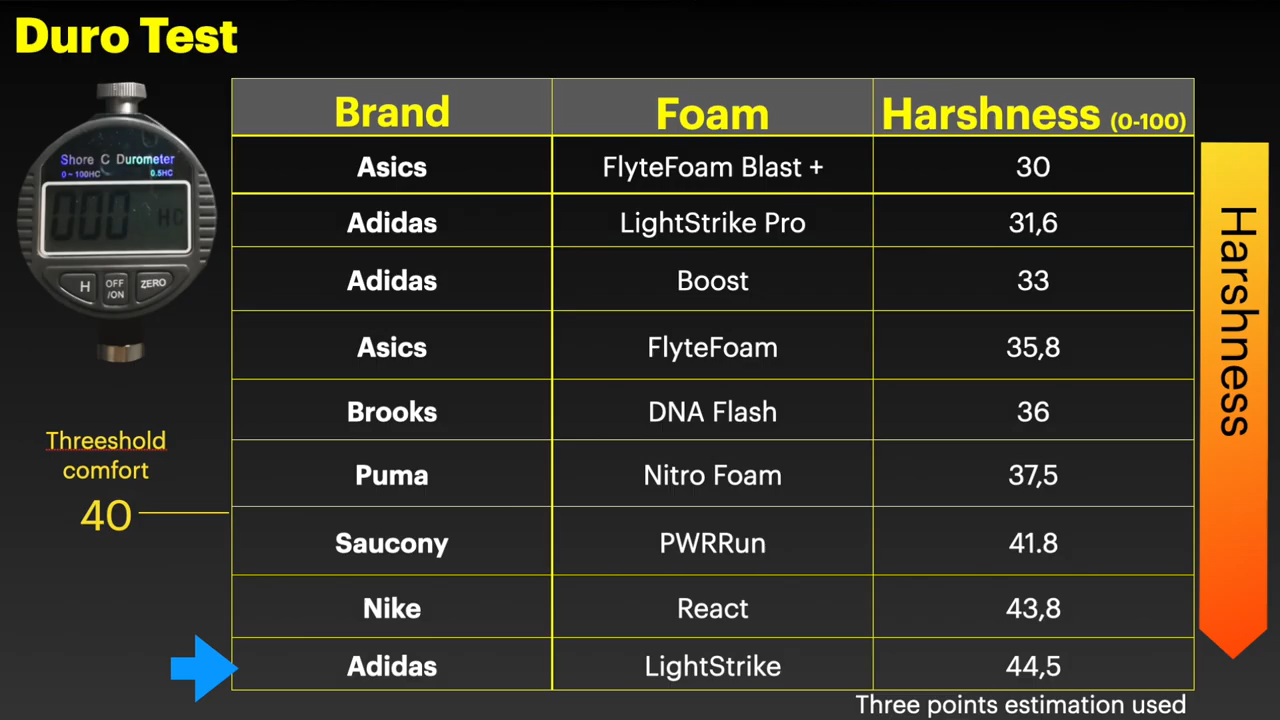 Duro Test
Shore C Durometer
0~100HC 0.5HC
000 HC
H OFF /ON ZERO
Threeshold
comfort
40
Brand Foam Harshness (0-100)
Asics FlyteFoam Blast + 30
Adidas LightStrike Pro 31,6
Adidas Boost 33
Asics FlyteFoam 35,8
Brooks DNA Flash 36
Puma Nitro Foam 37,5
Saucony PWRRun 41.8
Nike React 43,8
Adidas LightStrike 44,5
Harshness
Three points estimation used